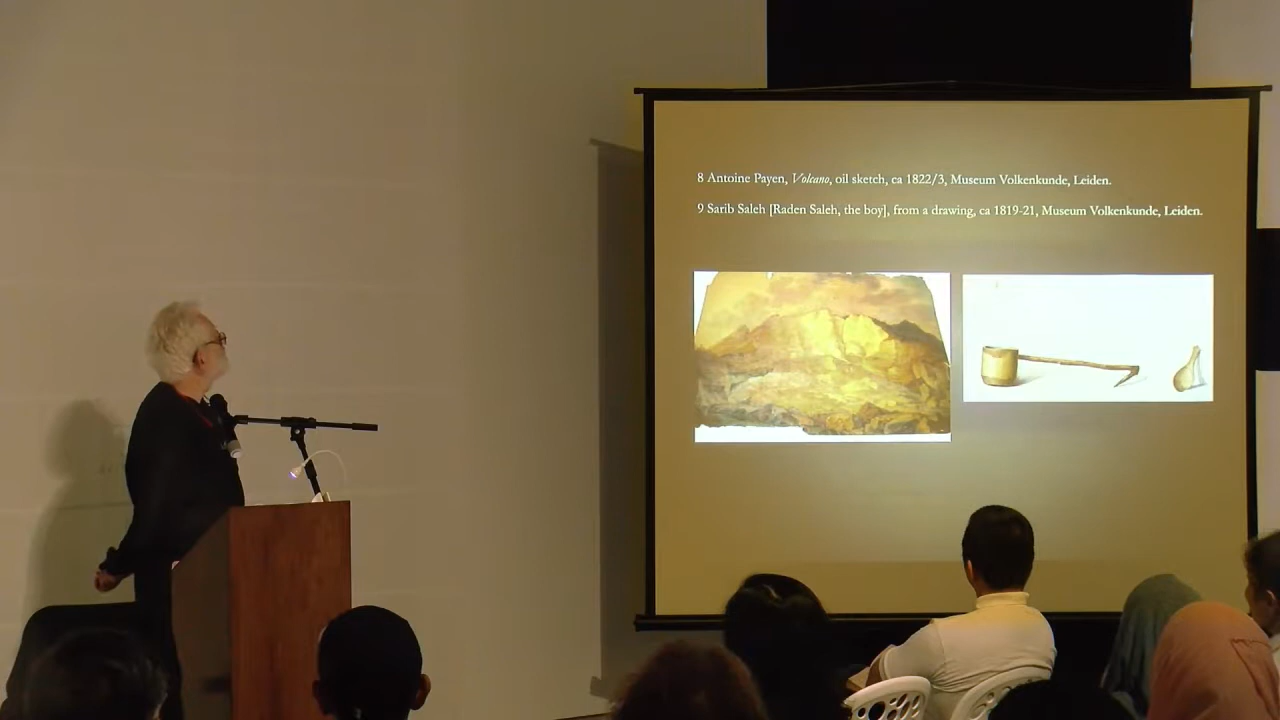 8 Antoine Payen, Volcano, oil sketch, ca 1822/3, Museum Volkenkunde, Leiden.
9 Sarib Saleh [Raden Saleh, the boy], from a drawing, ca 1819-21, Museum Volkenkunde, Leiden.